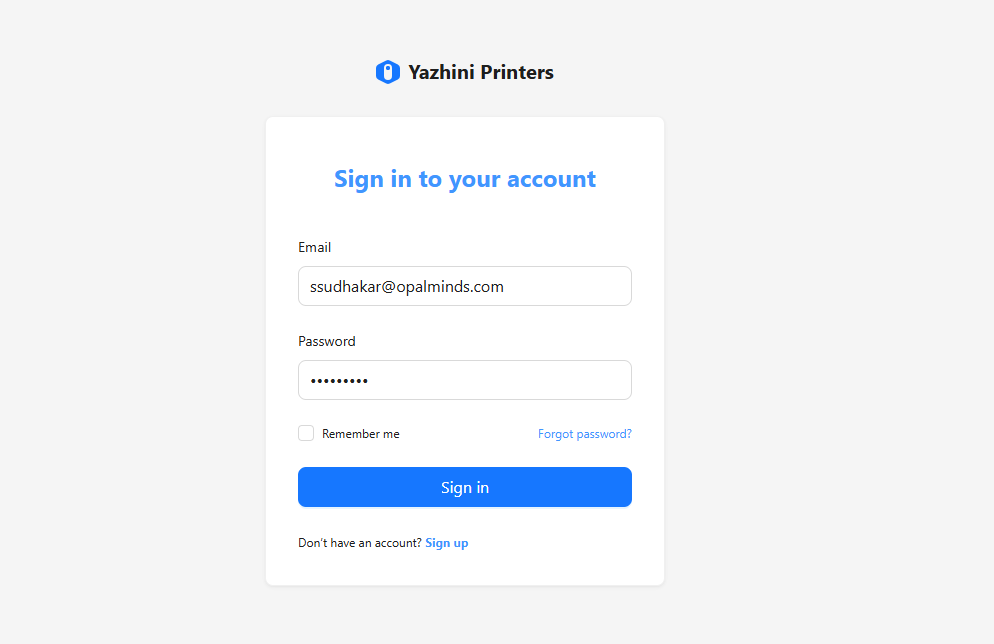 Yazhini Printers
Sign in to your account
Email
ssudhakar@opalminds.com
Password
•••••••••
Remember me Forgot password?
Sign in
Don't have an account? Sign up